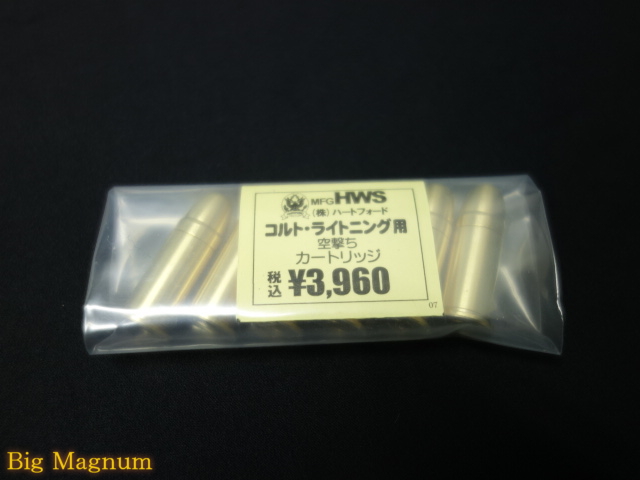 MFG HWS
(株)ハートフォード
コルト・ライトニング用
空撃ち
カートリッジ
税込 ¥3,960
07
Big Magnum